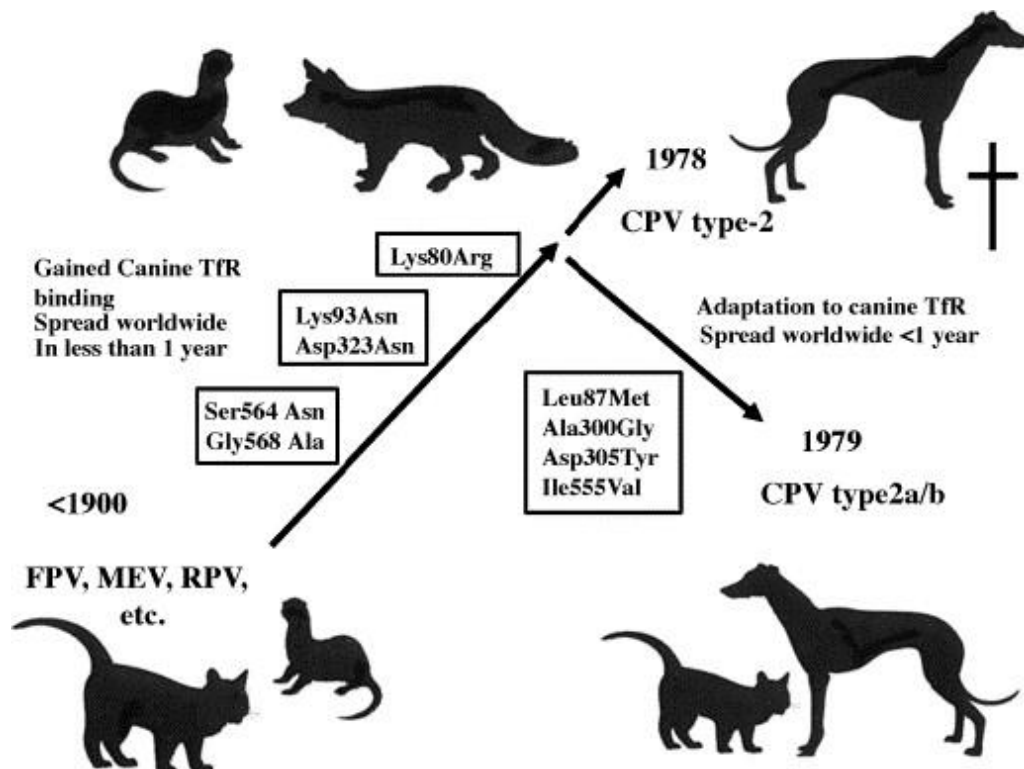 1978
CPV type-2
Lys80Arg
Gained Canine TfR
binding
Spread worldwide
In less than 1 year
Lys93Asn
Asp323Asn
Adaptation to canine TfR
Spread worldwide <1 year
Ser564 Asn
Gly568 Ala
Leu87Met
Ala300Gly
Asp305Tyr
Ile555Val
1979
CPV type2a/b
<1900
FPV, MEV, RPV,
etc.